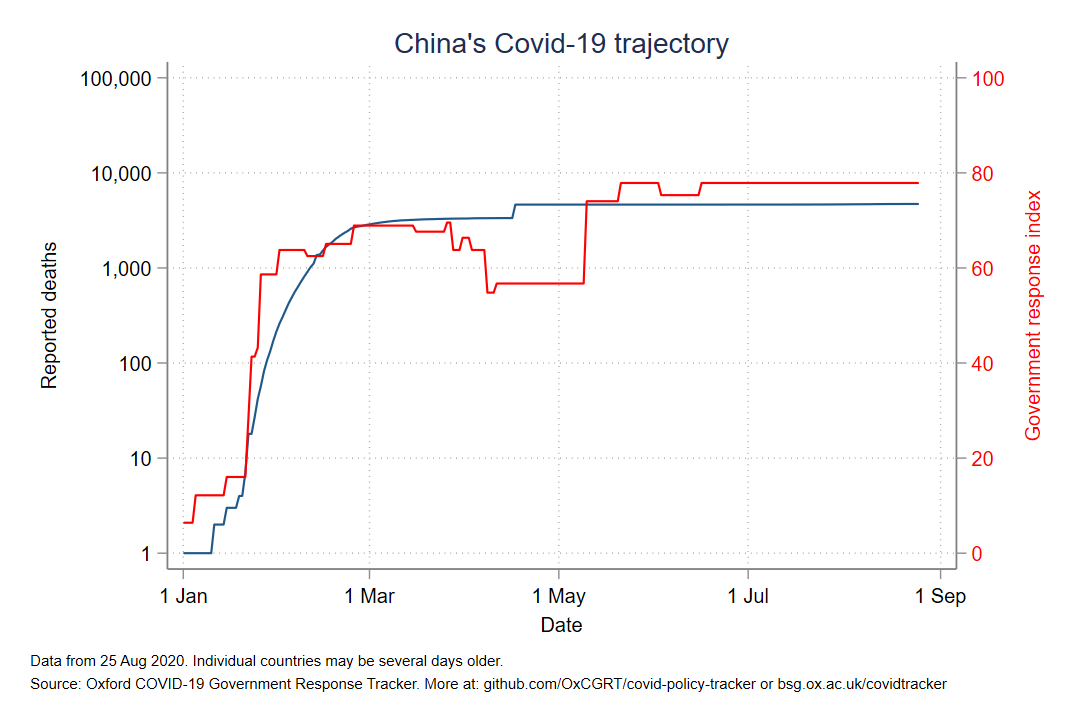 China's Covid-19 trajectory
100,000
10,000
1,000
100
10
1
Reported deaths
100
80
60
40
20
0
Government response index
1 Jan
1 Mar
1 May
1 Jul
1 Sep
Date
Data from 25 Aug 2020. Individual countries may be several days older.
Source: Oxford COVID-19 Government Response Tracker. More at: github.com/OxCGRT/covid-policy-tracker or bsg.ox.ac.uk/covidtracker